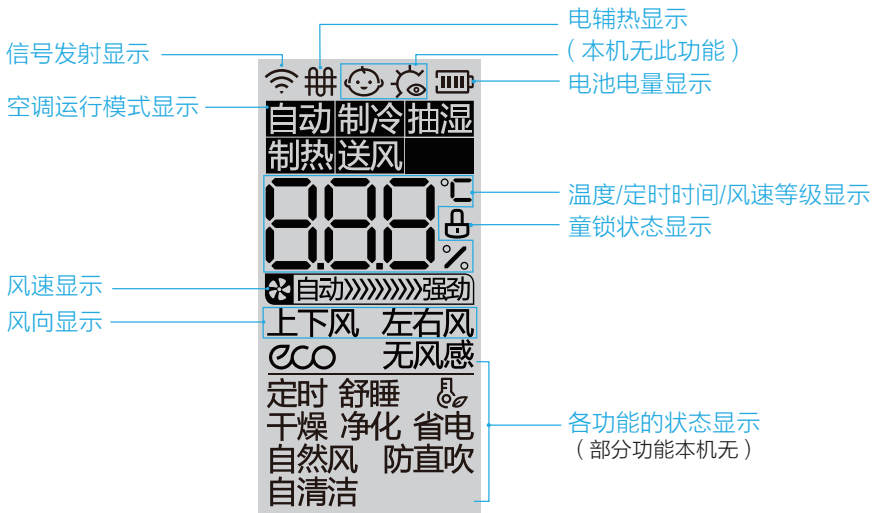 电辅热显示
信号发射显示
（本机无此功能）
电池电量显示
空调运行模式显示
自动 制冷 抽湿
制热 送风
8.8.8 ℃
温度/定时时间/风速等级显示
童锁状态显示
%
风速显示
自动》》》》》强劲
风向显示
上下风 左右风
eco 无风感
定时 舒睡
干燥 净化 省电
各功能的状态显示
自然风 防直吹
（部分功能本机无）
自清洁